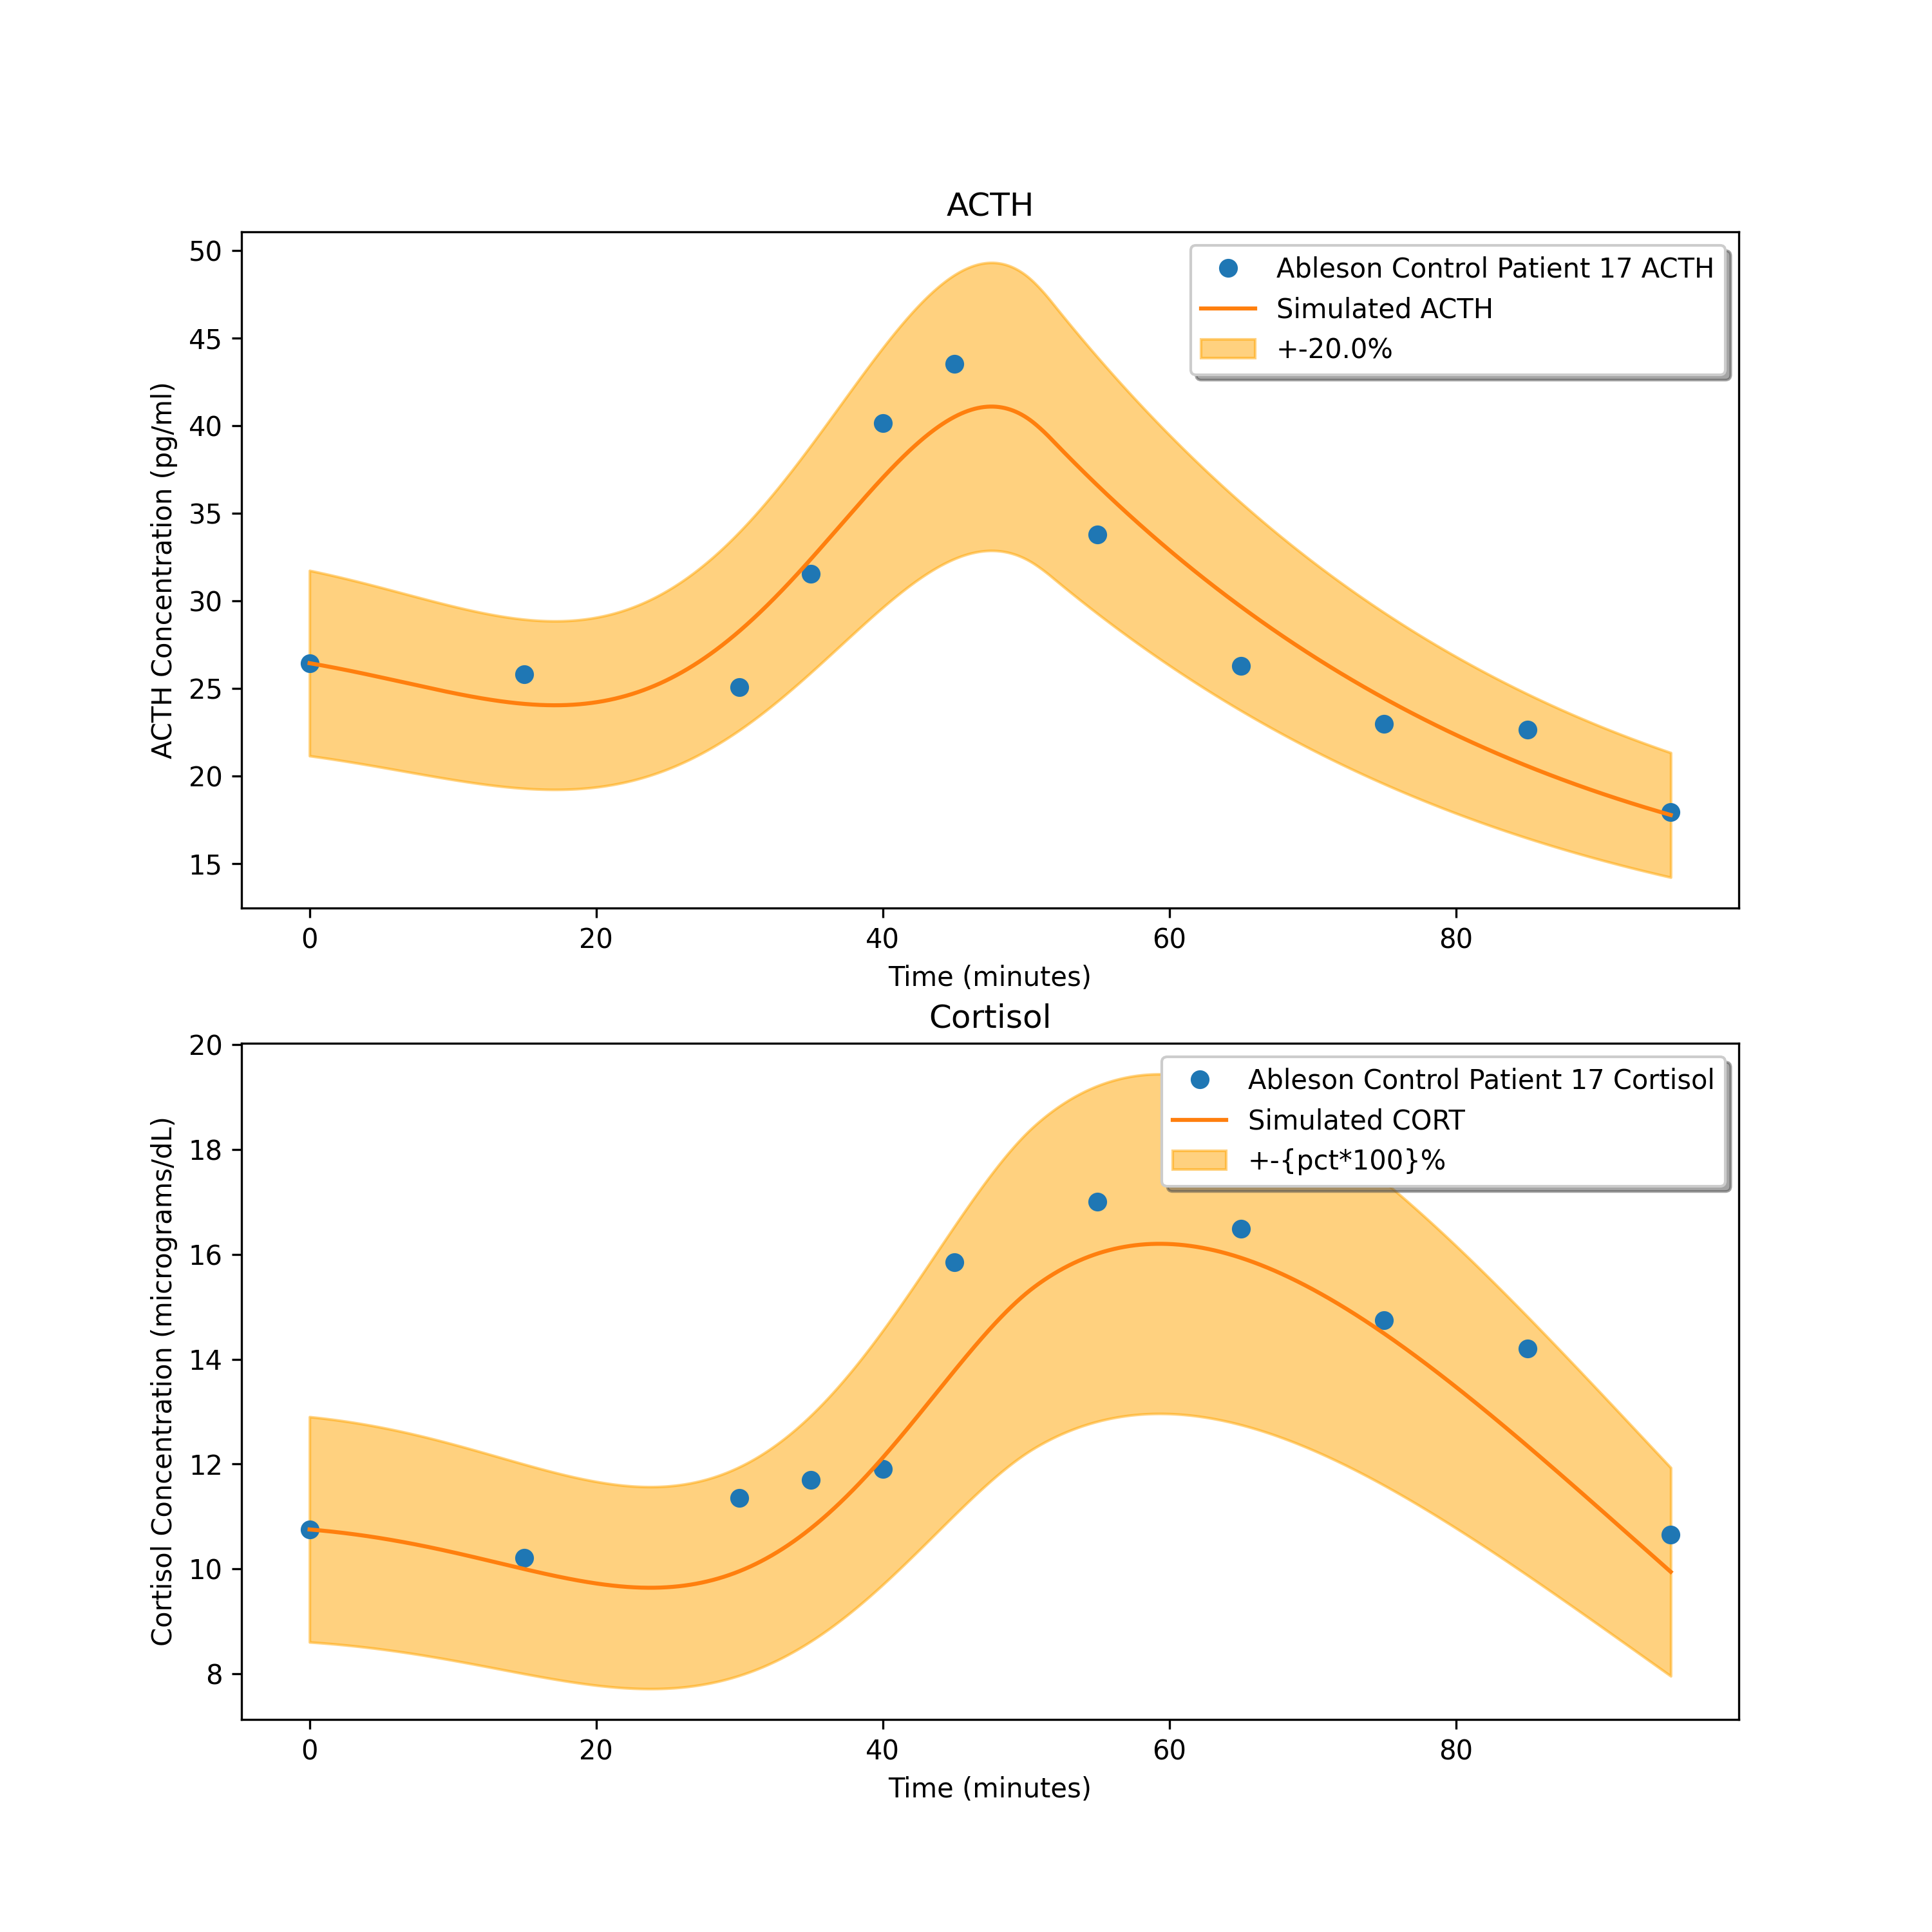 ACTH
50
45
40
35
30
25
20
15
ACTH Concentration (pg/ml)
Ableson Control Patient 17 ACTH
Simulated ACTH
+-20.0%
0 20 40 60 80
Time (minutes)
Cortisol
20
18
16
14
12
10
8
Cortisol Concentration (micrograms/dL)
Ableson Control Patient 17 Cortisol
Simulated CORT
+-{pct*100}%
0 20 40 60 80
Time (minutes)